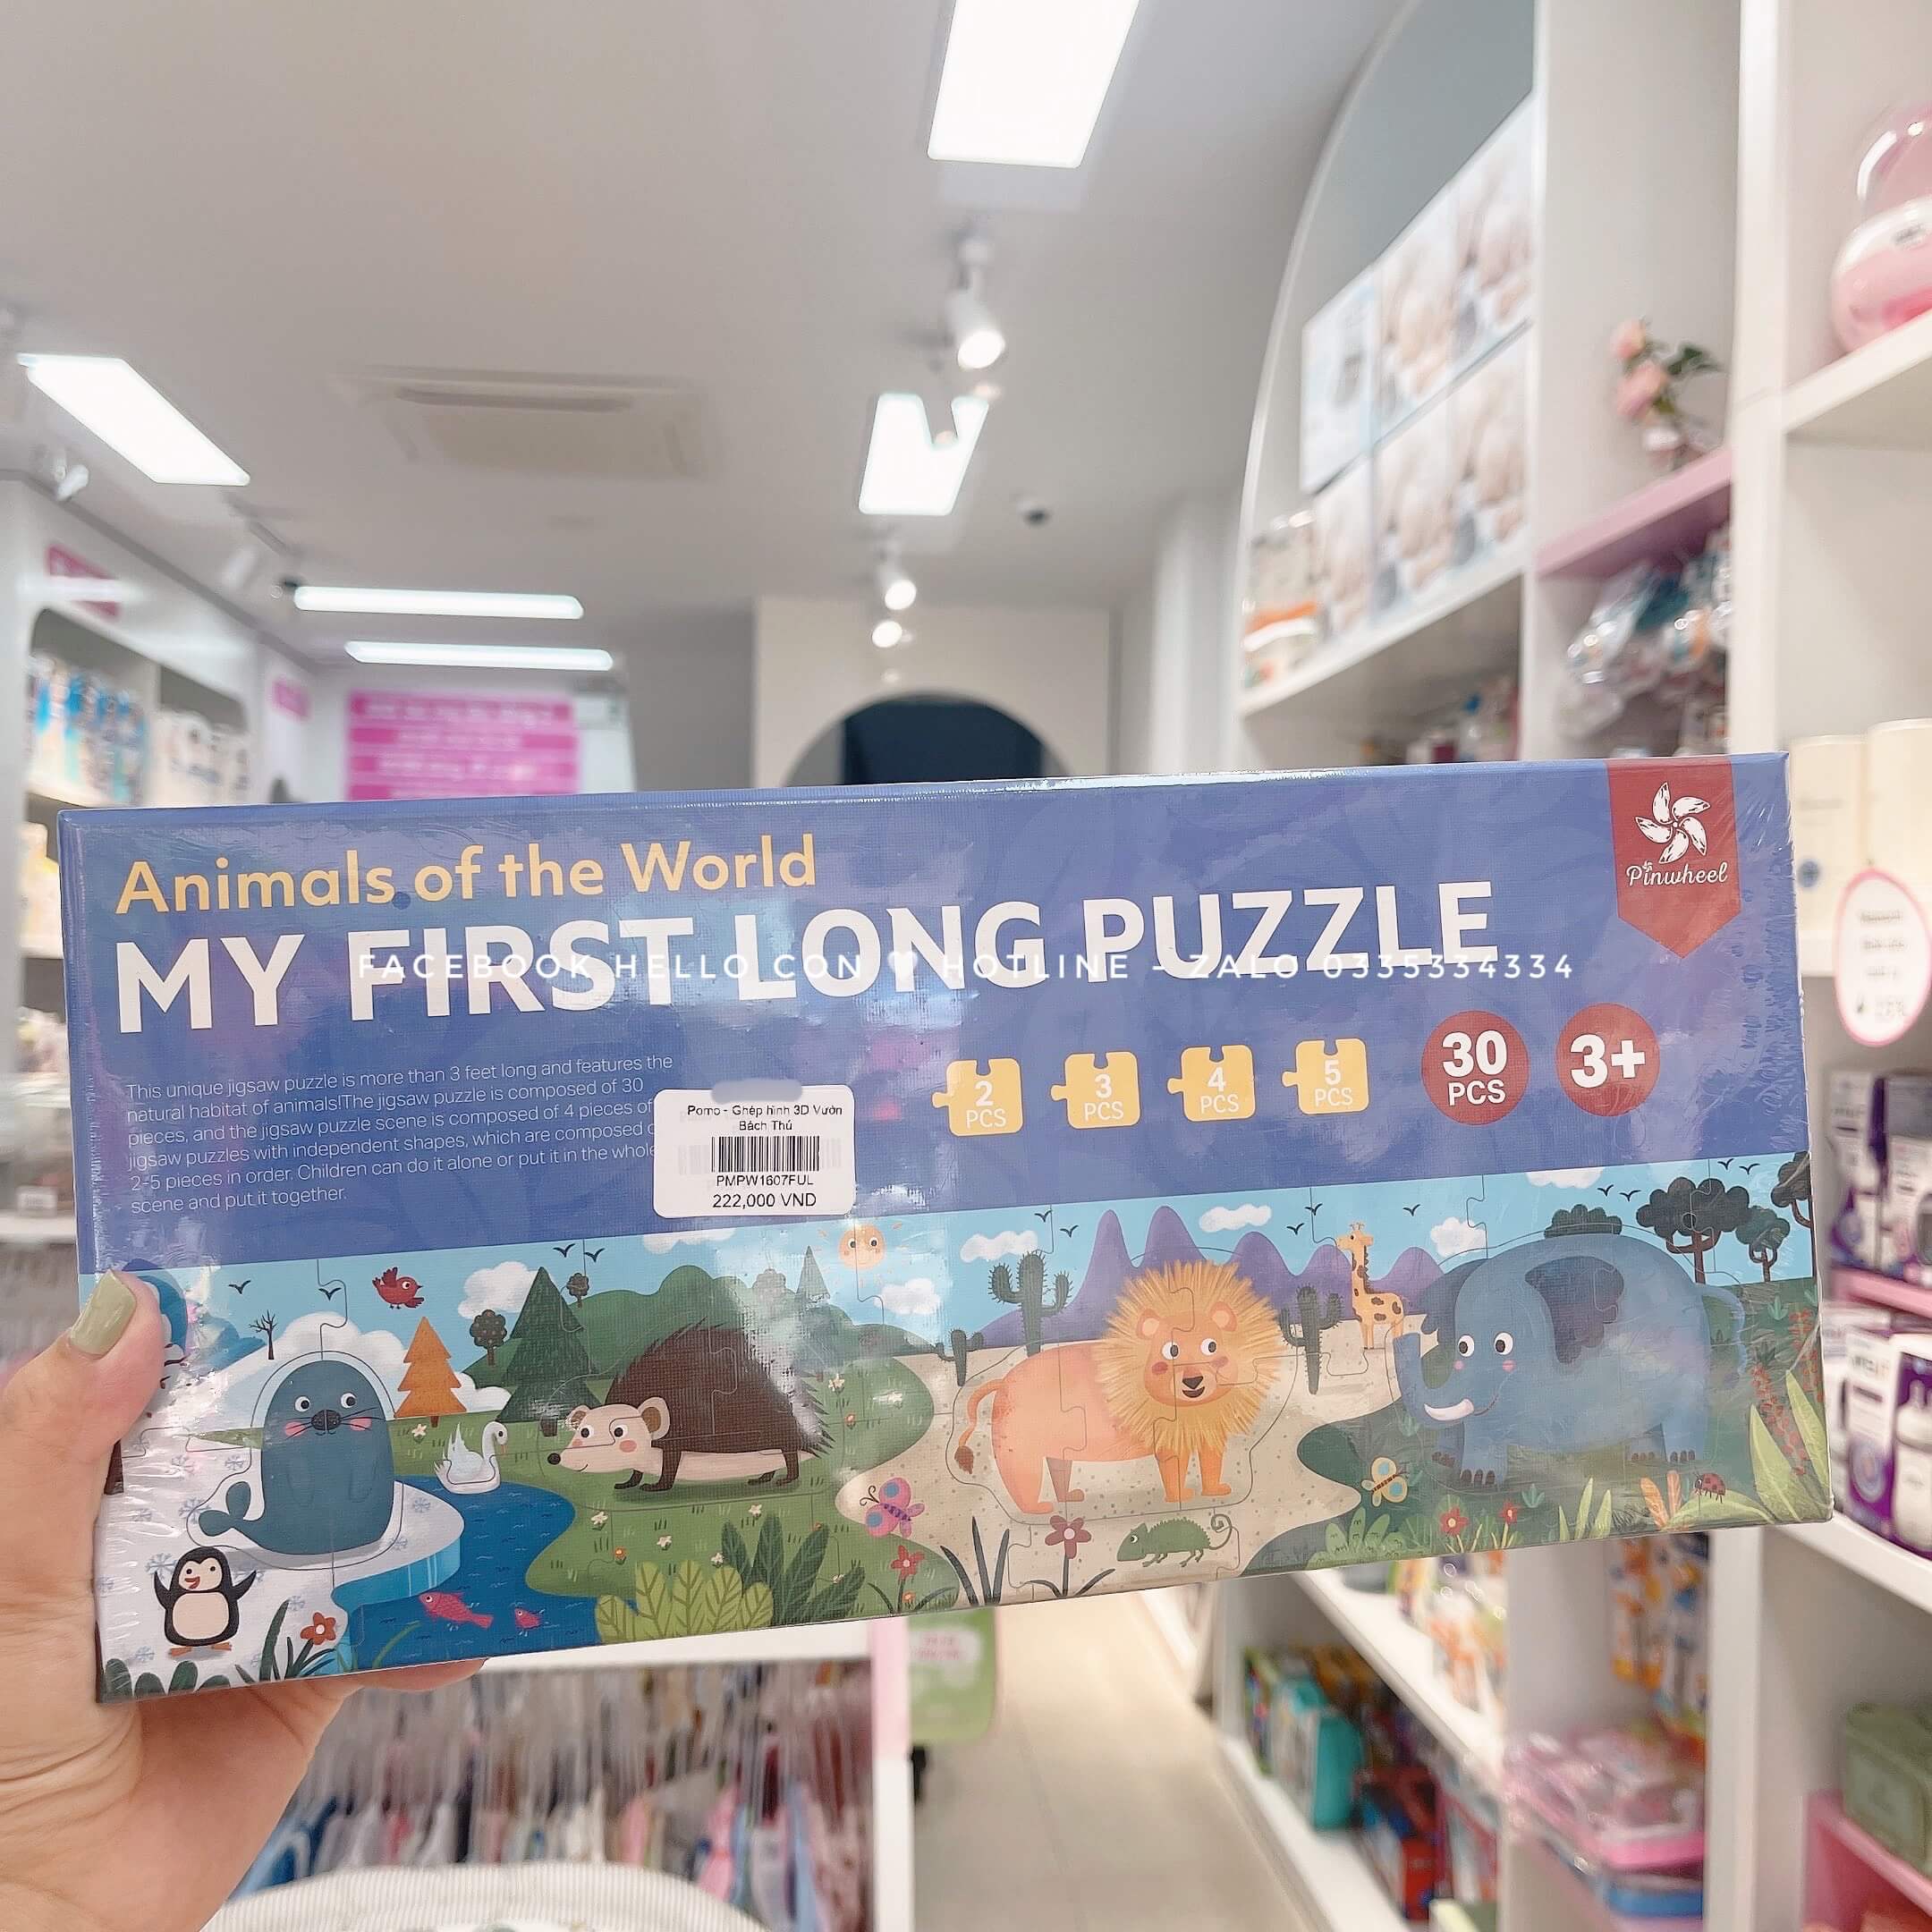 Animals of the World
MY FIRST LONG PUZZLE
Pinwheel
FACEBOOK HELLO CON 🤍 HOTLINE - ZALO 0335334334
This unique jigsaw puzzle is more than 3 feet long and features the
natural habitat of animals!The jigsaw puzzle is composed of 30
pieces, and the jigsaw puzzle scene is composed of 4 pieces of
jigsaw puzzles with independent shapes, which are composed
2-5 pieces in order. Children can do it alone or put it in the whole
scene and put it together.
Pomo - Ghép hình 3D Vườn
Bách Thú
PMPW1607FUL
222,000 VND
2
PCS
3
PCS
4
PCS
5
PCS
30
PCS
3+